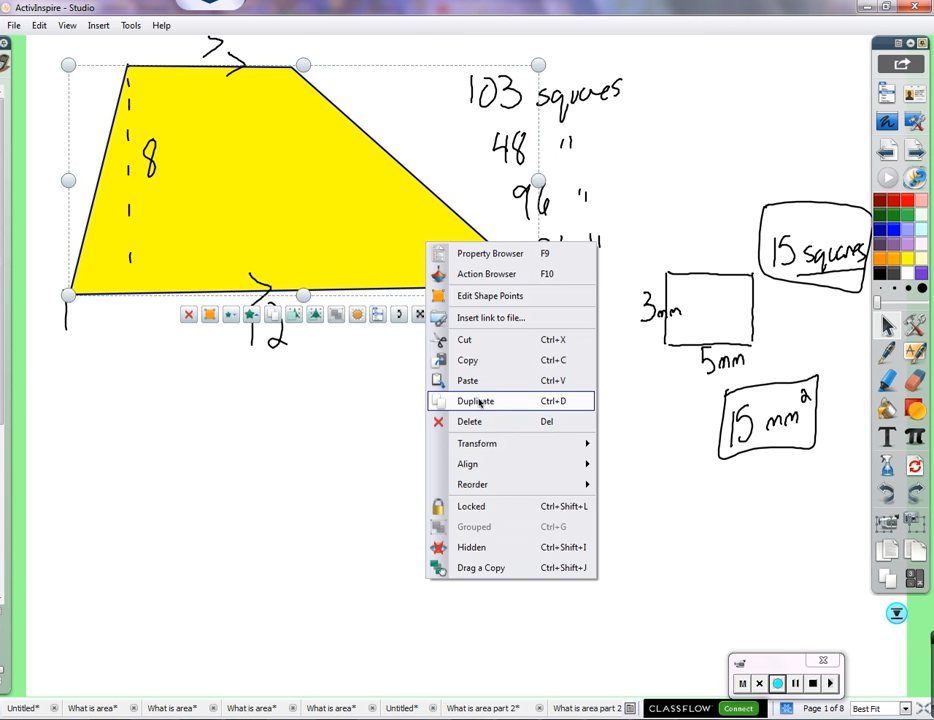 ActivInspire - Studio
File Edit View Insert Tools Help
103 squares
48 "
96 "
8
12
Property Browser F9
Action Browser F10
Edit Shape Points
Insert link to file...
Cut Ctrl+X
Copy Ctrl+C
Paste Ctrl+V
Duplicate Ctrl+D
Delete Del
Transform
Align
Reorder
Locked Ctrl+Shift+L
Grouped Ctrl+G
Hidden Ctrl+Shift+I
Drag a Copy Ctrl+Shift+J
15 squares
3mm
5mm
15 mm²
M
Untitled* What is area* What is area* What is area* What is area* Untitled* What is area part 2* What is area part 2 CLASSFLOW Connect Page 1 of 8 Best Fit